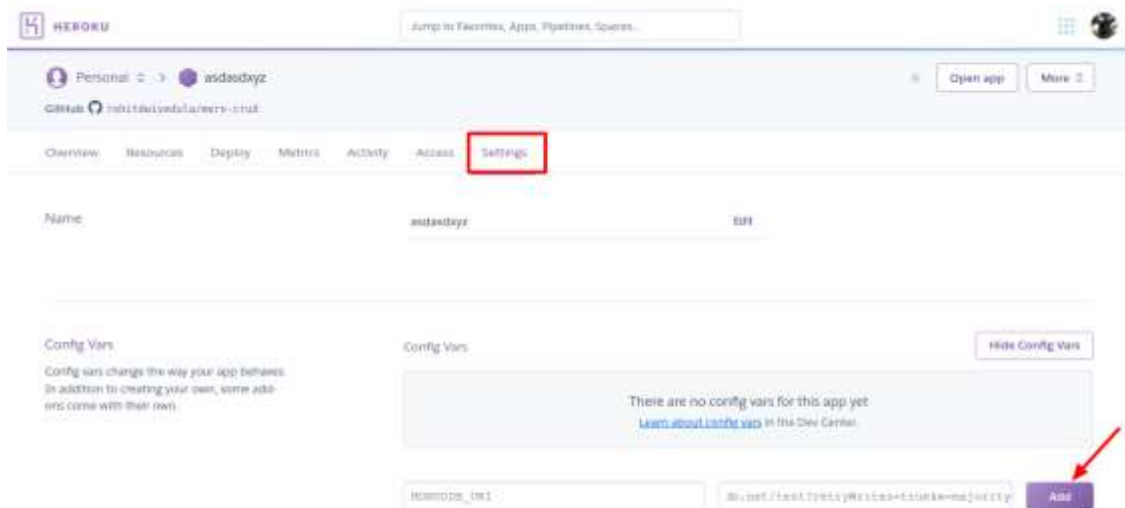 HEROKU
Jump to Favorites, Apps, Pipelines, Spaces...
Personal > asdasdxyz
Open app
More
GitHub rohitdwivedula/mern-crud
Overview Resources Deploy Metrics Activity Access Settings
Name
asdasdxyz
Edit
Config Vars
Config vars change the way your app behaves.
In addition to creating your own, some add-
ons come with their own.
Config Vars
Hide Config Vars
There are no config vars for this app yet
Learn about config vars in the Dev Center.
Add